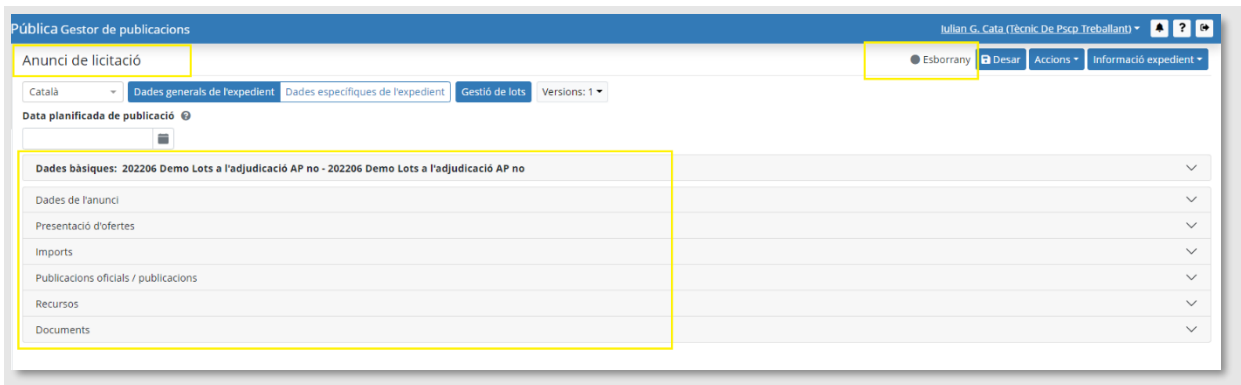 Pública Gestor de publicacions Iulian G. Cata (Tècnic De Pscp Treballant) ?
Anunci de licitació Esborrany Desar Accions Informació expedient
Català Dades generals de l'expedient Dades específiques de l'expedient Gestió de lots Versions: 1
Data planificada de publicació ?
Dades bàsiques: 202206 Demo Lots a l'adjudicació AP no - 202206 Demo Lots a l'adjudicació AP no
Dades de l'anunci
Presentació d'ofertes
Imports
Publicacions oficials / publicacions
Recursos
Documents